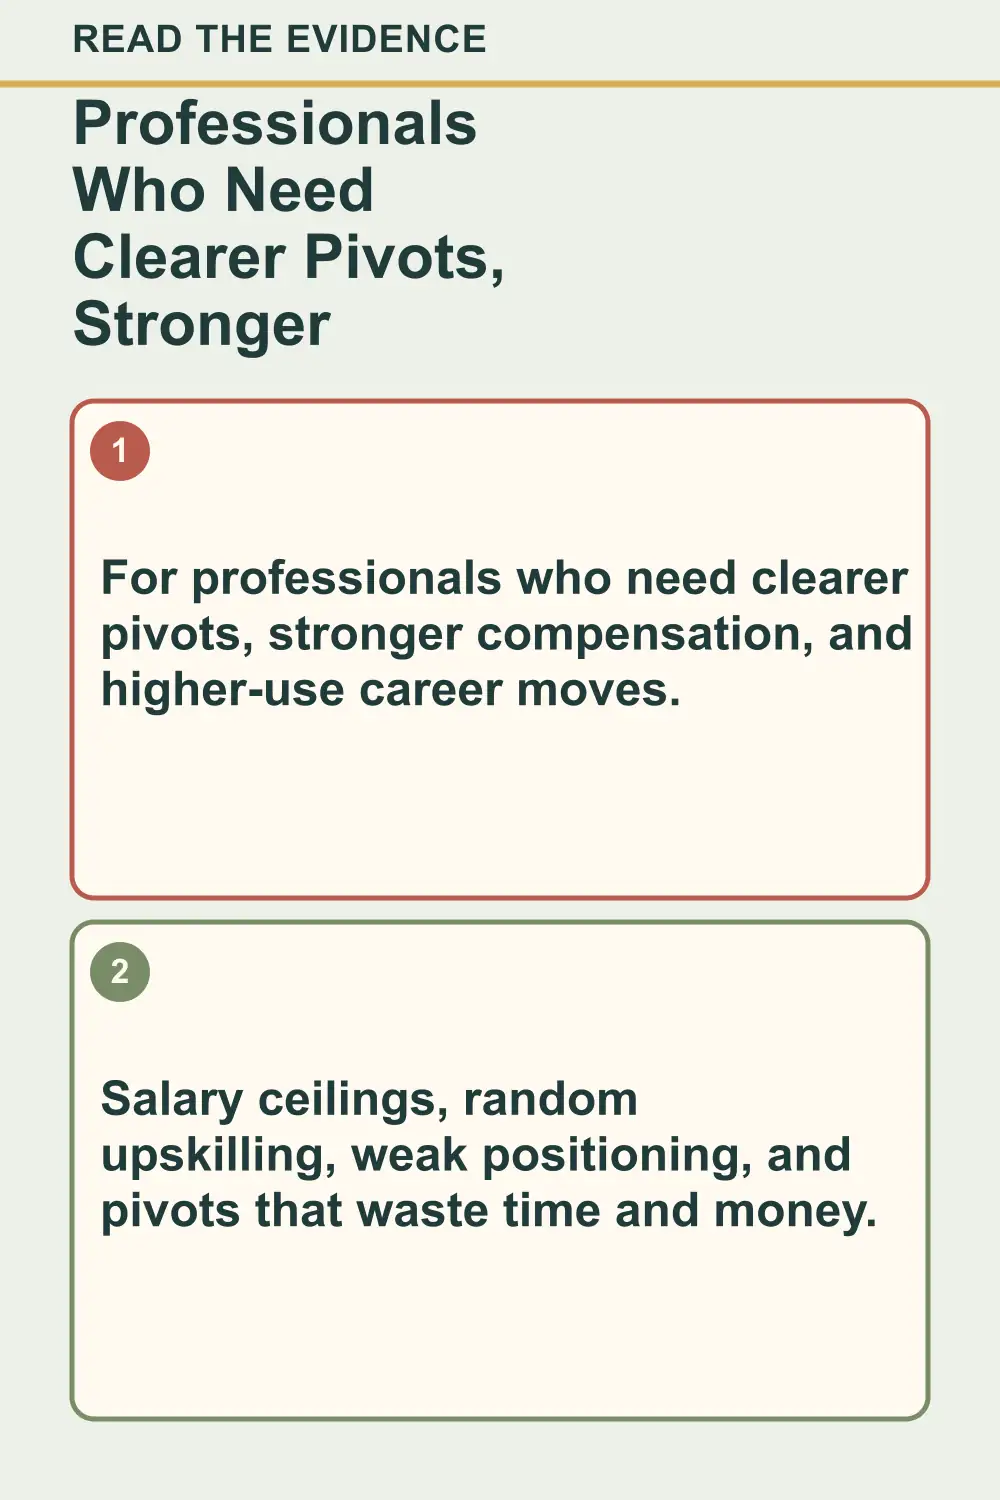 READ THE EVIDENCE
Professionals
Who Need
Clearer Pivots,
Stronger
1
For professionals who need clearer
pivots, stronger compensation, and
higher-use career moves.
2
Salary ceilings, random
upskilling, weak positioning, and
pivots that waste time and money.